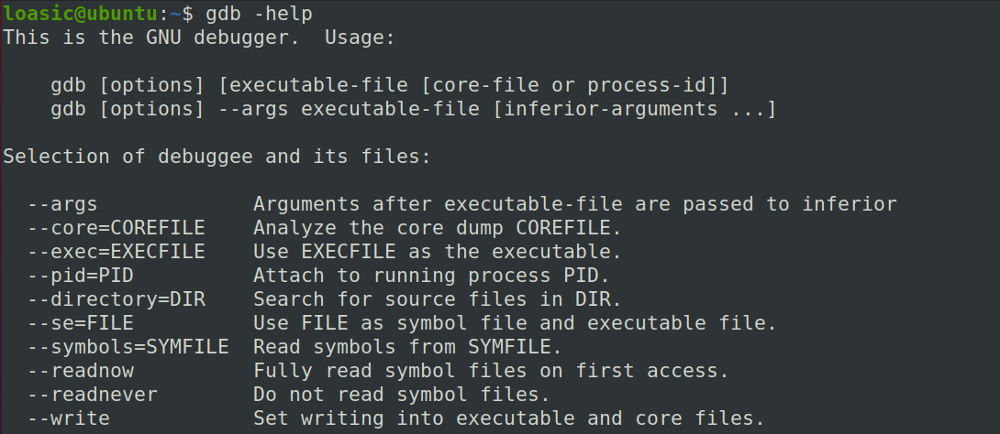 loasic@ubuntu:~$ gdb -help
This is the GNU debugger.  Usage:

    gdb [options] [executable-file [core-file or process-id]]
    gdb [options] --args executable-file [inferior-arguments ...]

Selection of debuggee and its files:

  --args             Arguments after executable-file are passed to inferior
  --core=COREFILE    Analyze the core dump COREFILE.
  --exec=EXECFILE    Use EXECFILE as the executable.
  --pid=PID          Attach to running process PID.
  --directory=DIR    Search for source files in DIR.
  --se=FILE          Use FILE as symbol file and executable file.
  --symbols=SYMFILE  Read symbols from SYMFILE.
  --readnow          Fully read symbol files on first access.
  --readnever        Do not read symbol files.
  --write            Set writing into executable and core files.